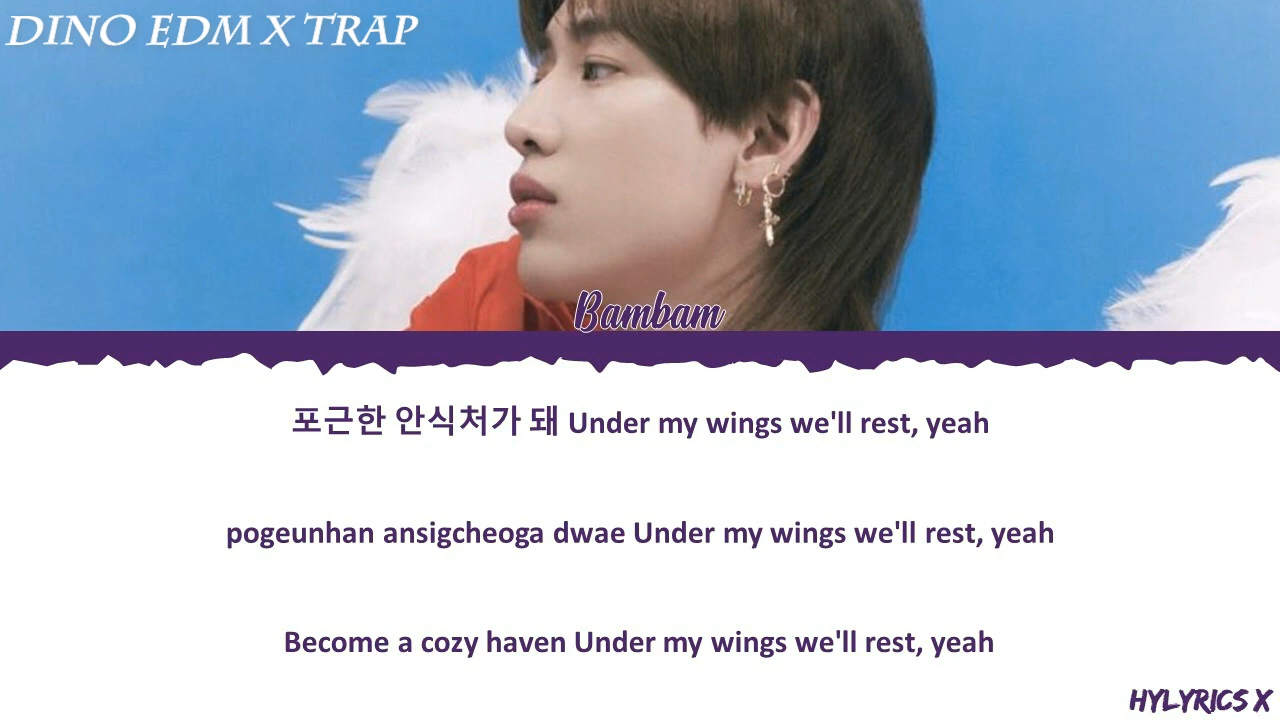 DINO EDM X TRAP
Bambam
포근한 안식처가 돼 Under my wings we'll rest, yeah
pogeunhan ansigcheoga dwae Under my wings we'll rest, yeah
Become a cozy haven Under my wings we'll rest, yeah
HYLYRICS X